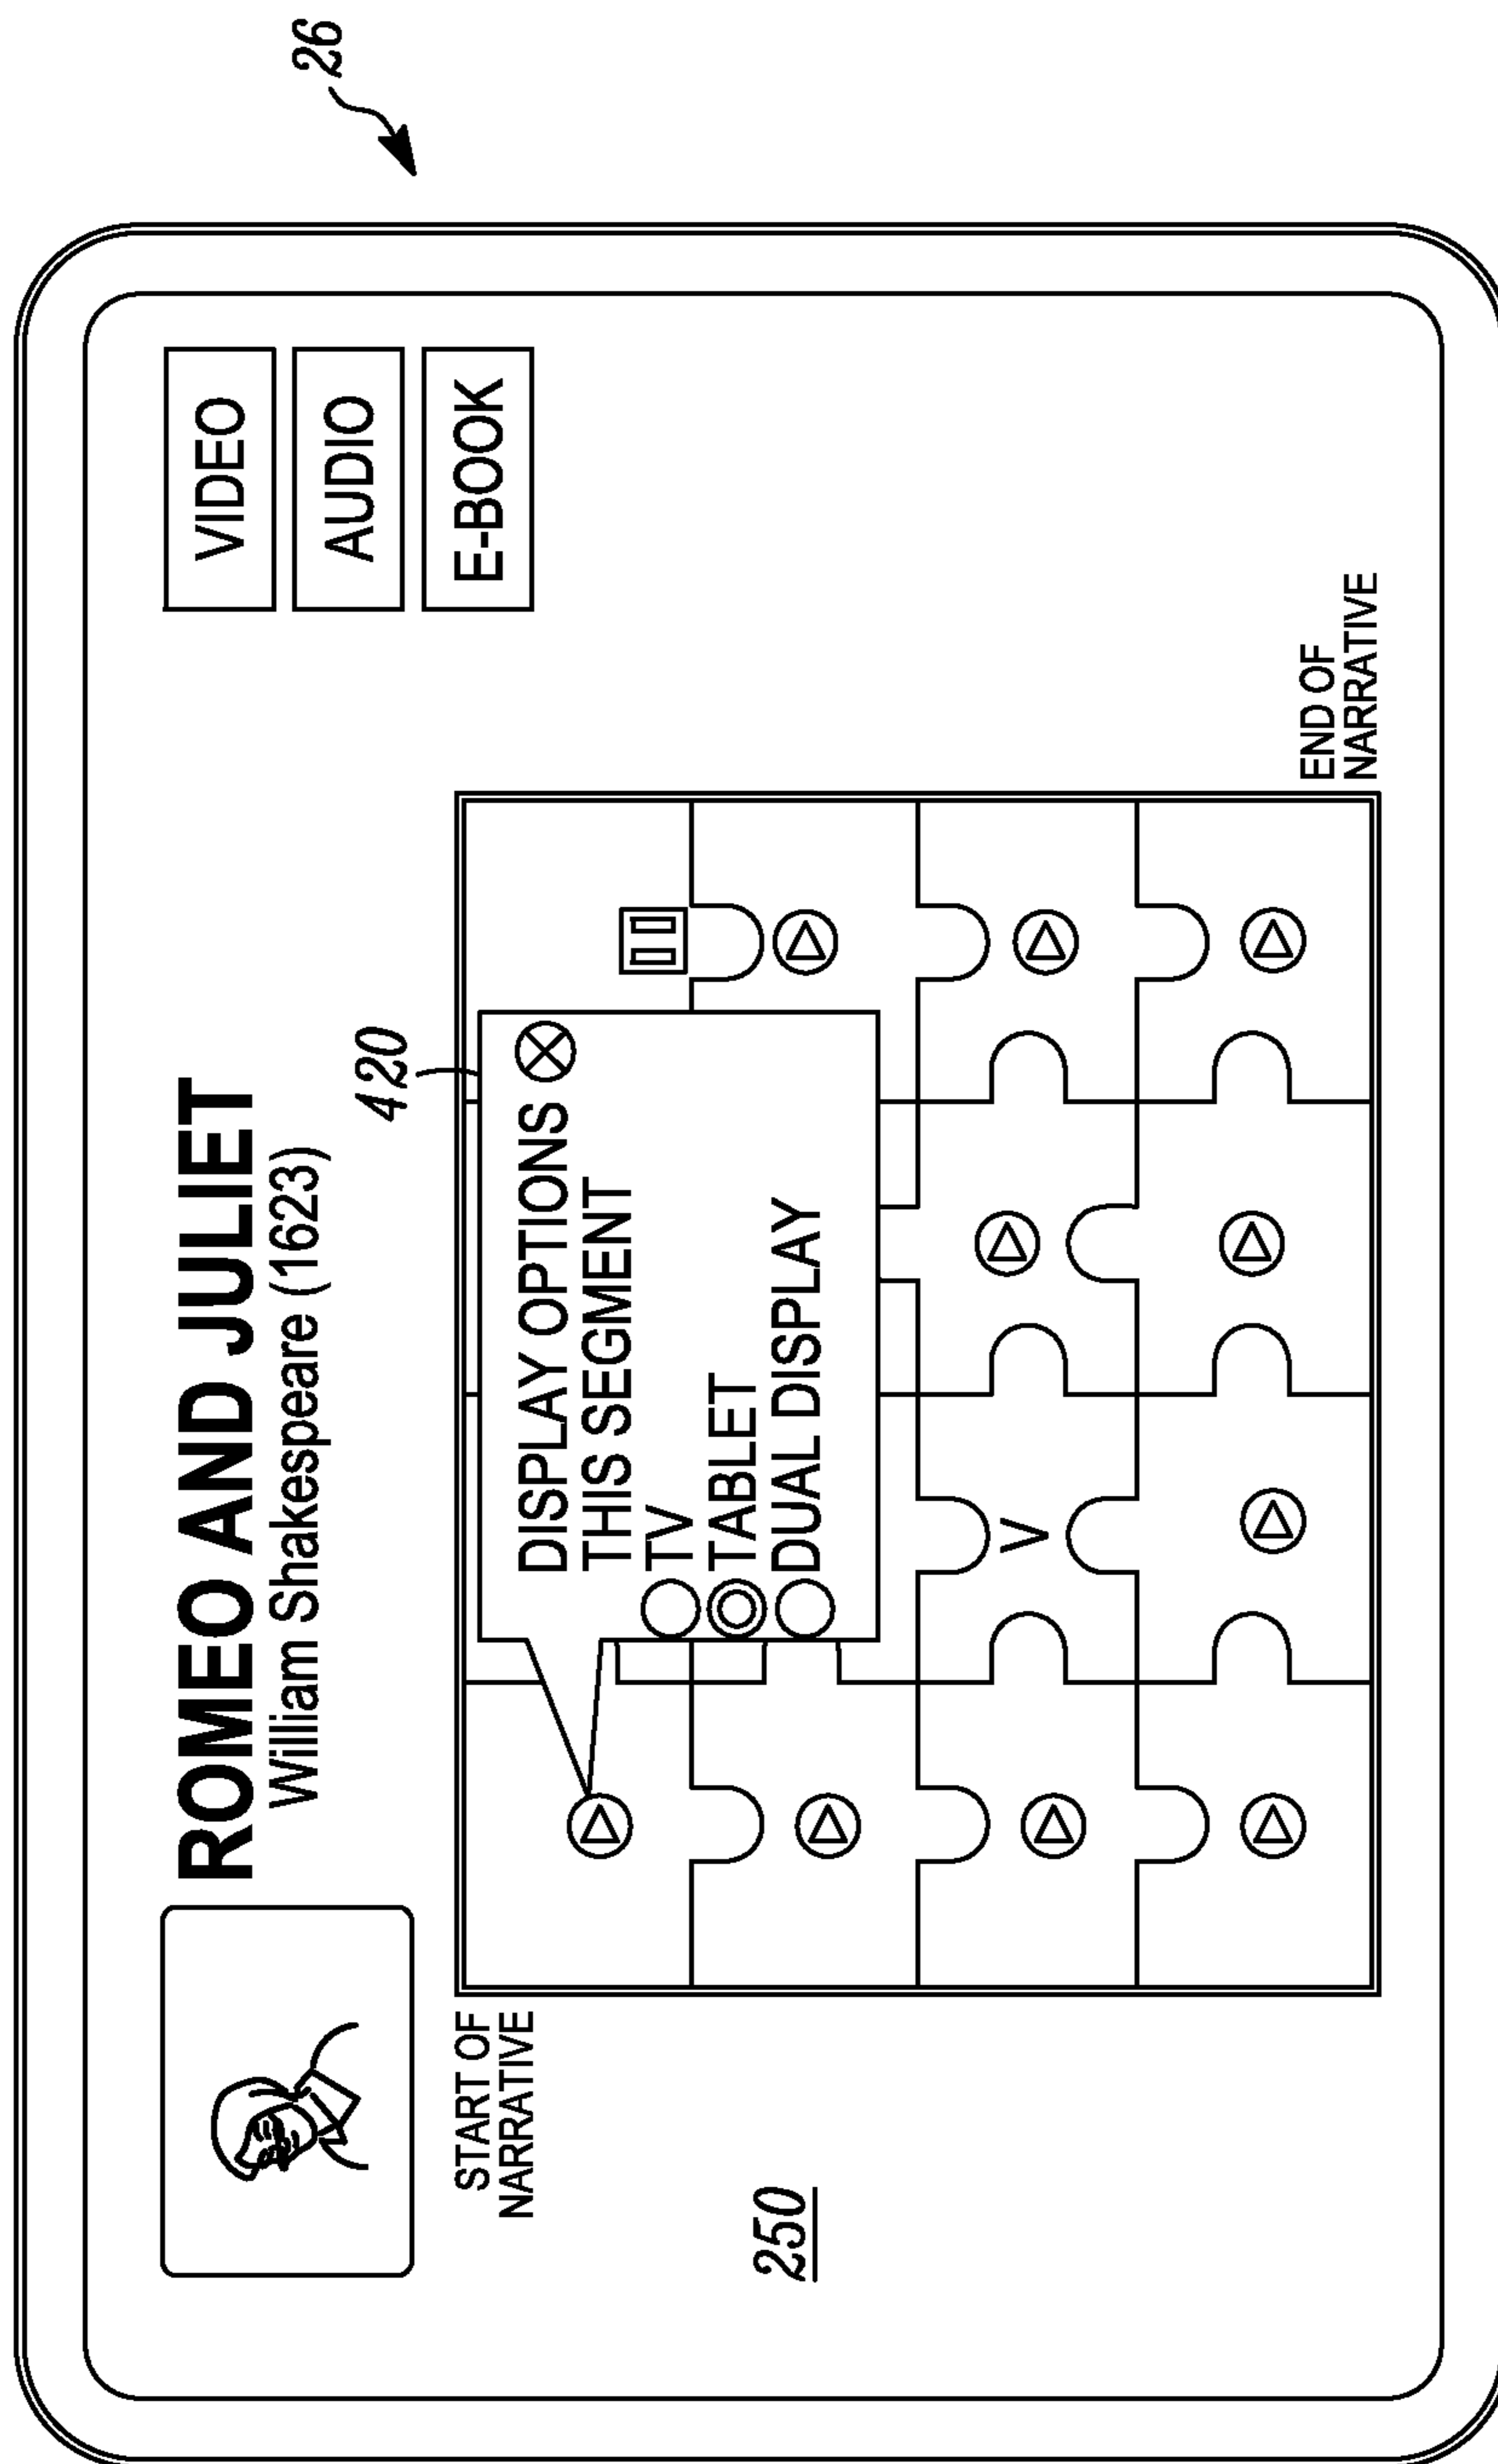 26
ROMEO AND JULIET
William Shakespeare (1623)
VIDEO
AUDIO
E-BOOK
420
START OF
NARRATIVE
DISPLAY OPTIONS
THIS SEGMENT
TV
TABLET
DUAL DISPLAY
V
250
END OF
NARRATIVE